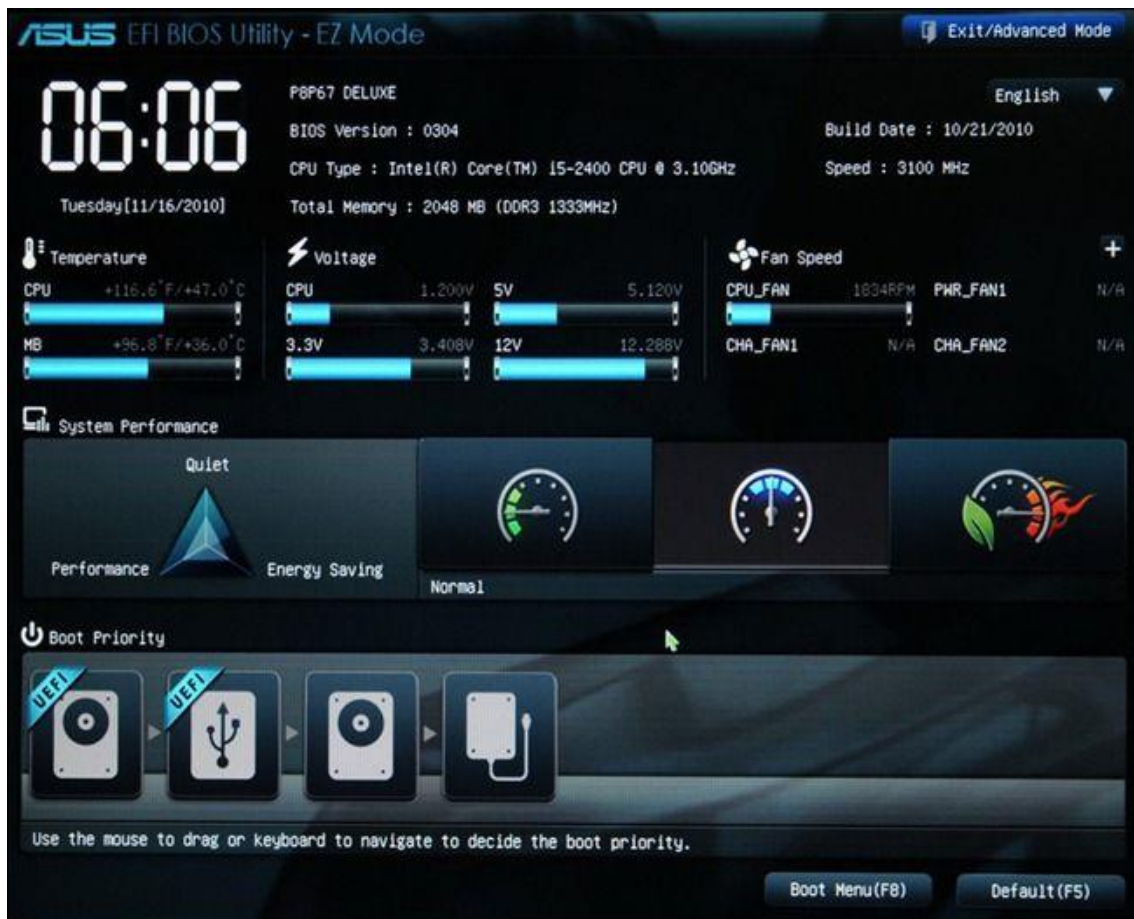 ASUS EFI BIOS Utility - EZ Mode
Exit/Advanced Mode
06:06
Tuesday[11/16/2010]
P8P67 DELUXE
English
BIOS Version : 0304
Build Date : 10/21/2010
CPU Type : Intel(R) Core(TM) i5-2400 CPU @ 3.10GHz
Speed : 3100 MHz
Total Memory : 2048 MB (DDR3 1333MHz)
Temperature
CPU +116.6°F/+47.0°C
MB +96.8°F/+36.0°C
Voltage
CPU 1.200V
5V 5.120V
3.3V 3.408V
12V 12.288V
Fan Speed
+
CPU_FAN 1834RPM
PWR_FAN1 N/A
CHA_FAN1 N/A
CHA_FAN2 N/A
System Performance
Quiet
Performance
Energy Saving
Normal
Boot Priority
UEFI
UEFI
Use the mouse to drag or keyboard to navigate to decide the boot priority.
Boot Menu(F8)
Default(F5)